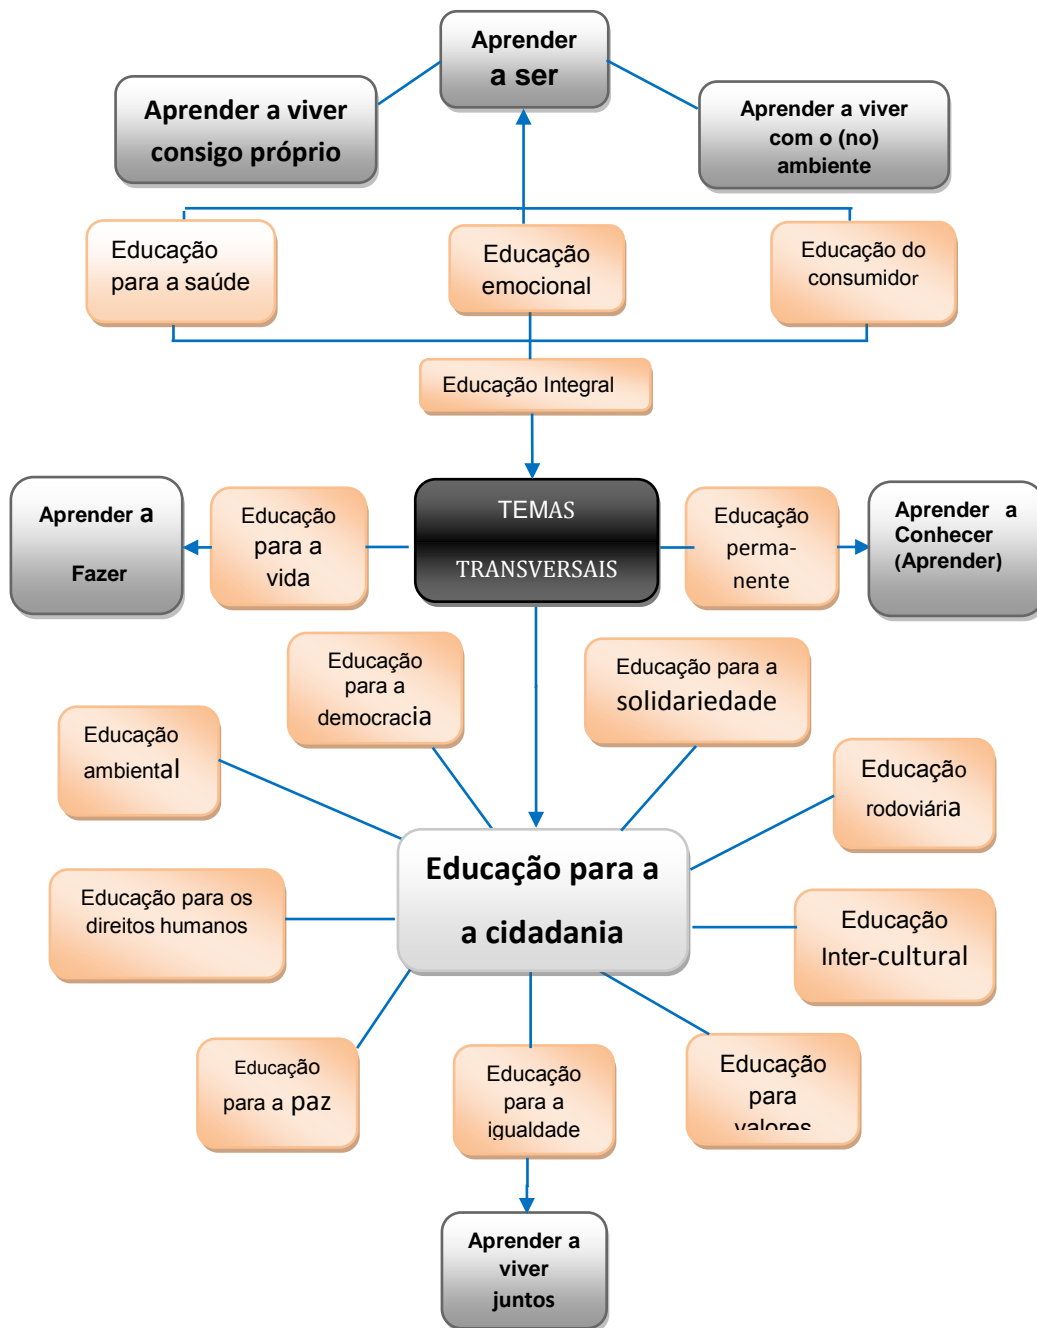 Aprender
a ser
Aprender a viver
consigo próprio
Aprender a viver
com o (no)
ambiente
Educação
para a saúde
Educação
emocional
Educação do
consumidor
Educação Integral
Aprender a
Fazer
Educação
para a
vida
TEMAS
TRANSVERSAIS
Educação
perma-
nente
Aprender a
Conhecer
(Aprender)
Educação
para a
democracia
Educação para a
solidariedade
Educação
ambiental
Educação
rodoviária
Educação para a
a cidadania
Educação para os
direitos humanos
Educação
Inter-cultural
Educação
para a paz
Educação
para a
igualdade
Educação
para
valores
Aprender a
viver
juntos